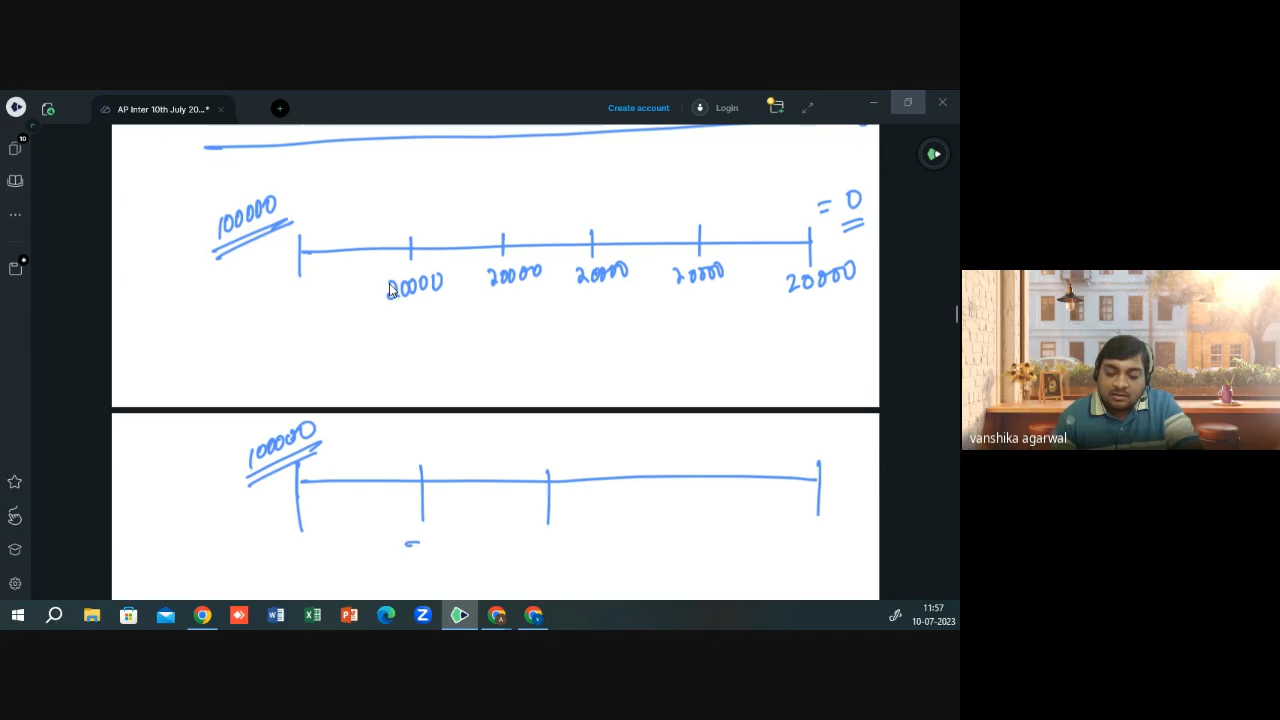 AP Inter 10th July 20...*
Create account
Login
10
100000
= 0
20000 20000 20000 20000
100000
vanshika agarwal
11:57
10-07-2023